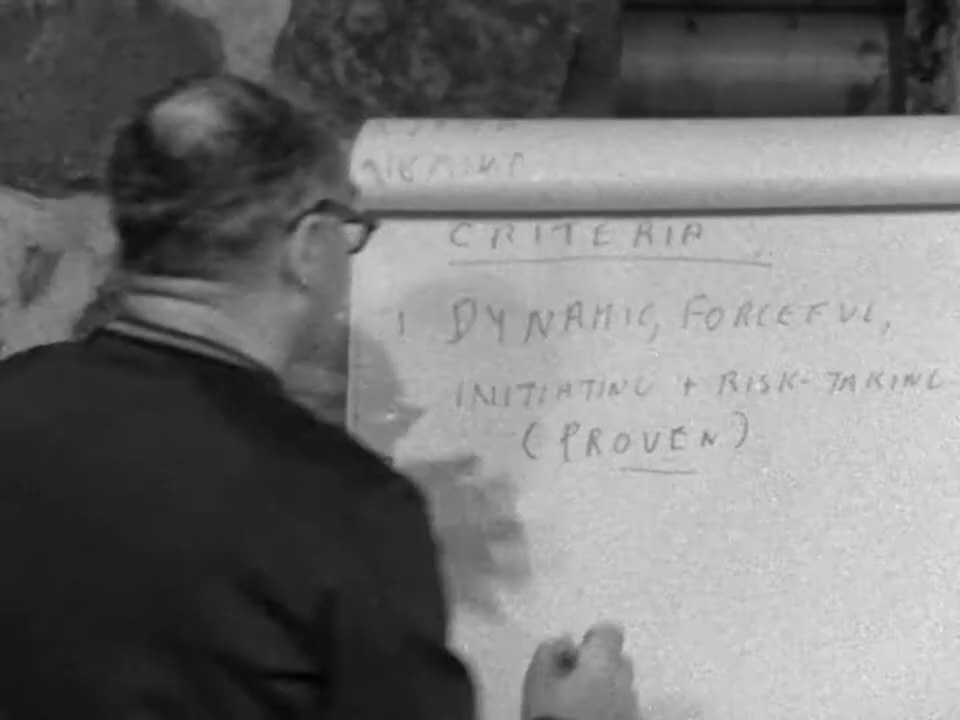 CRITERIA
1 DYNAMIC, FORCEFUL,
INITIATING + RISK-TAKING
(PROVEN)